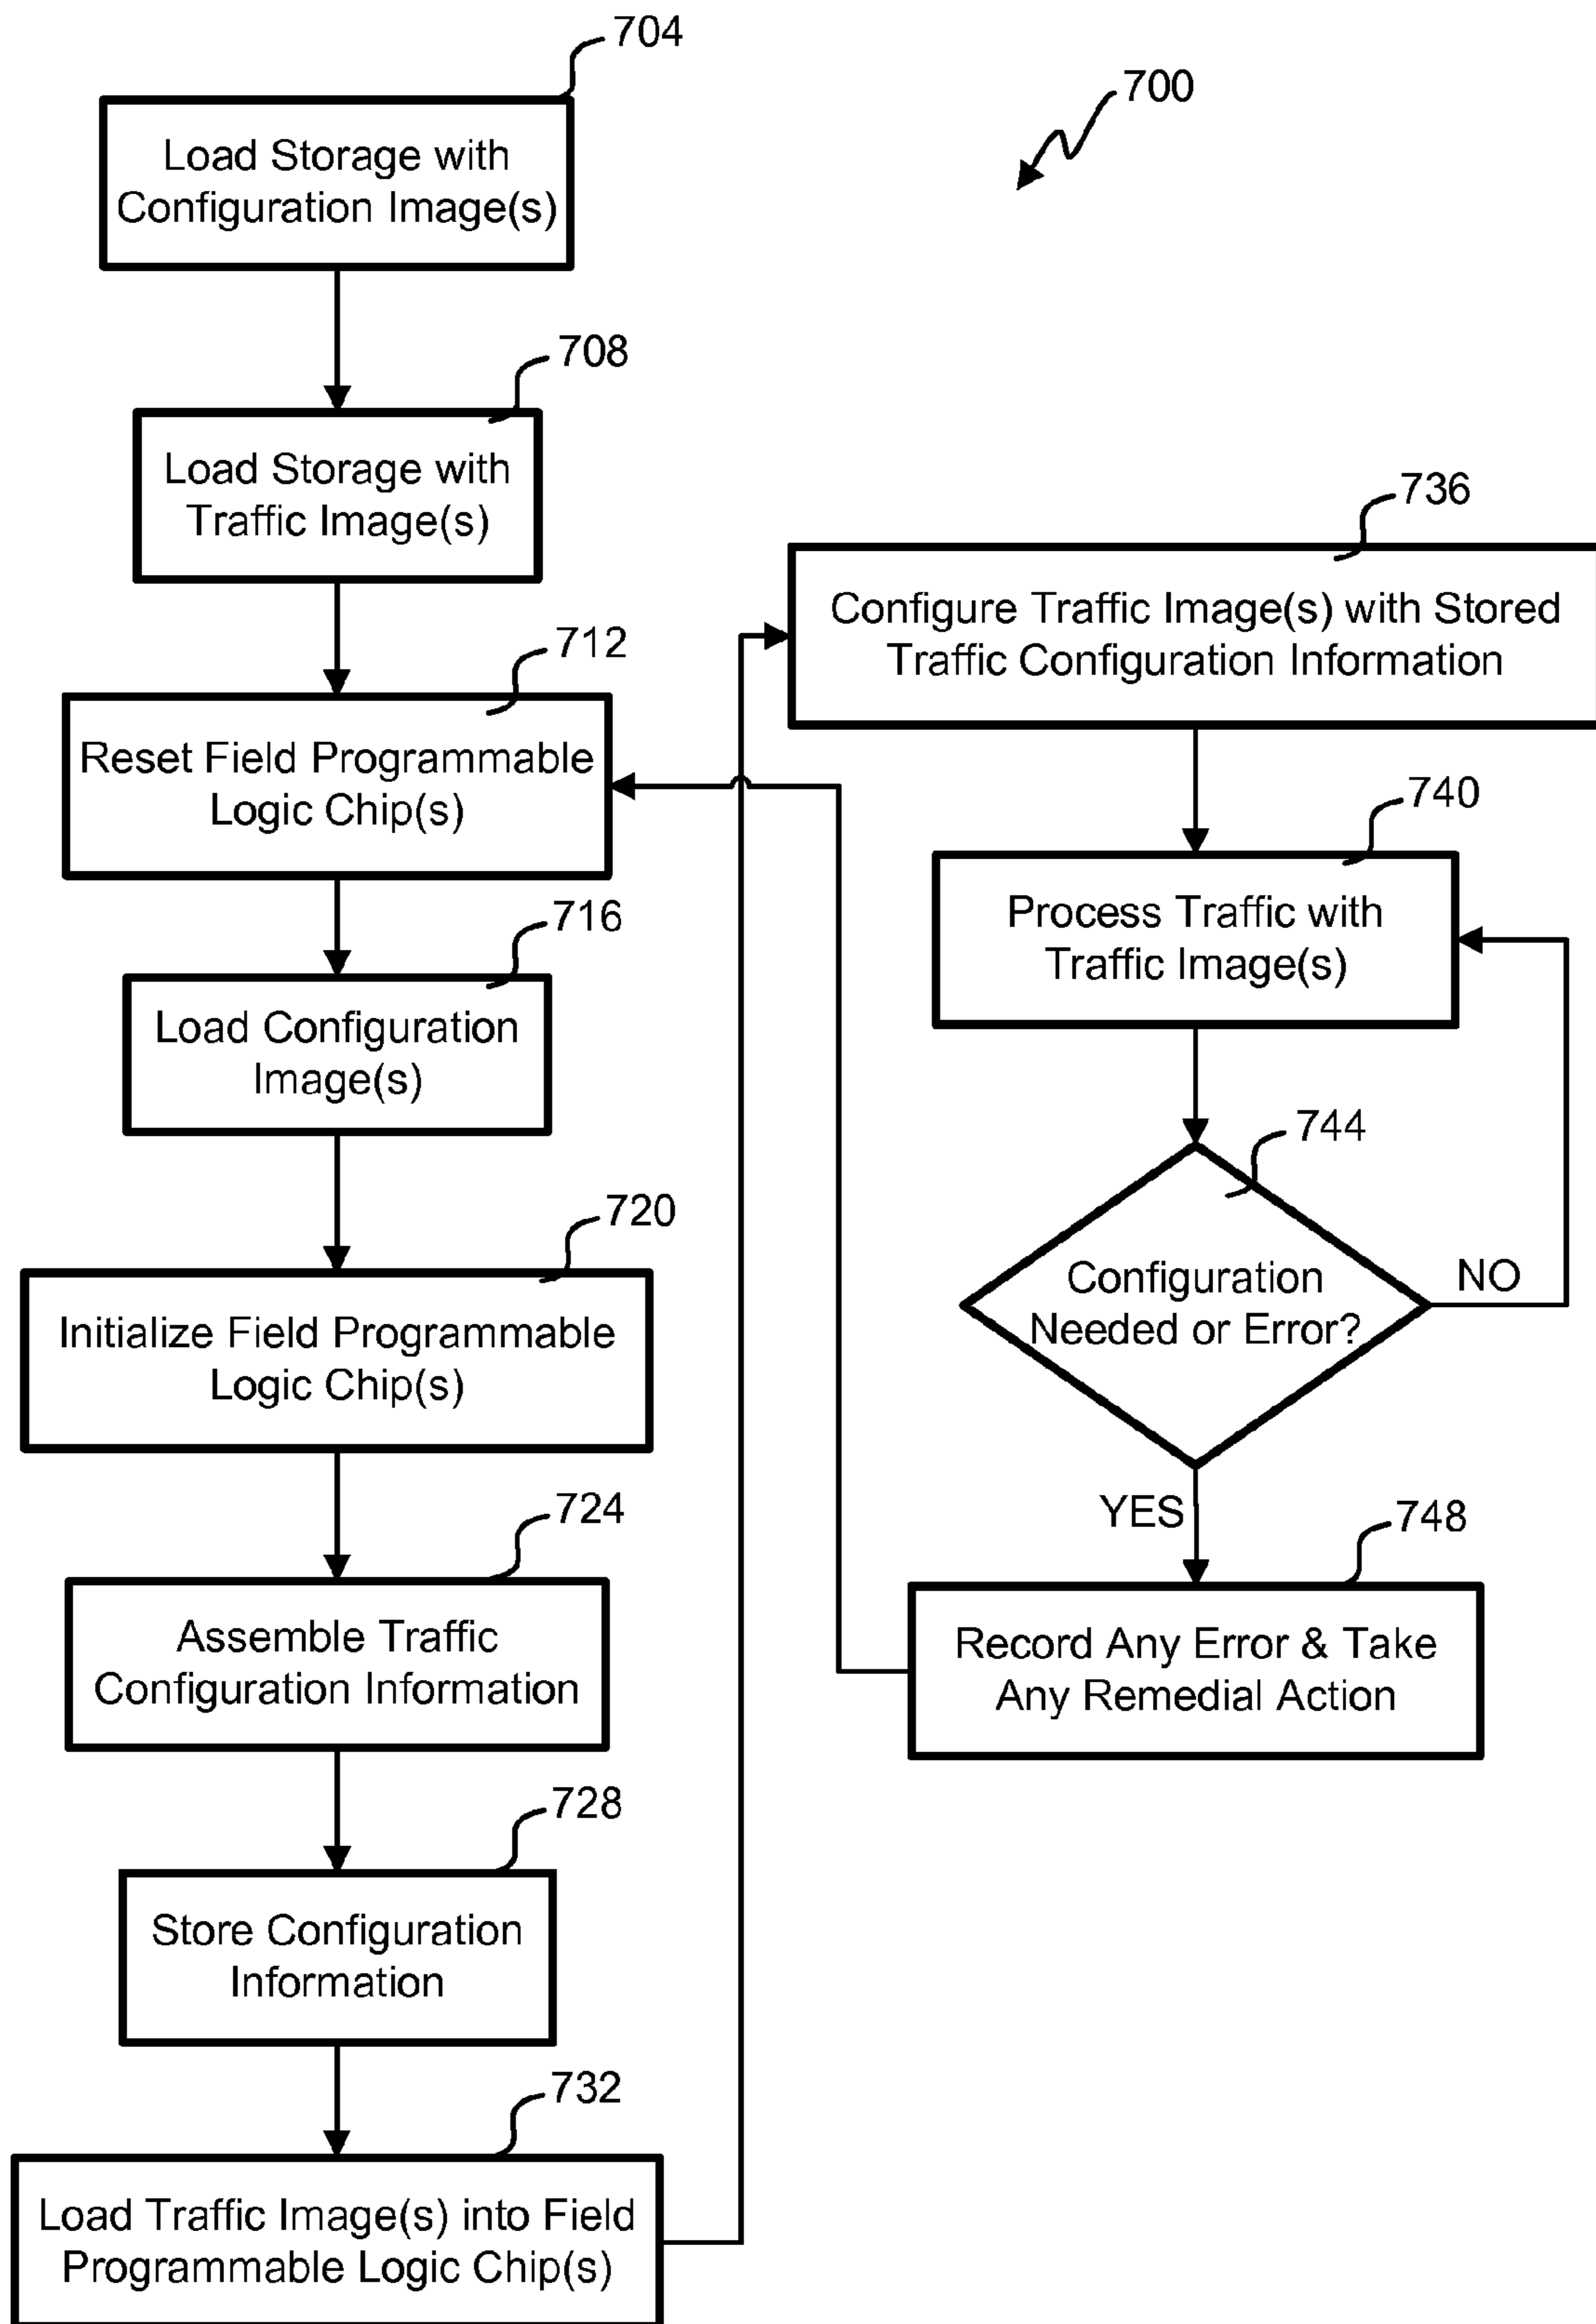 704
700
Load Storage with
Configuration Image(s)
708
Load Storage with
Traffic Image(s)
712
Reset Field Programmable
Logic Chip(s)
716
Load Configuration
Image(s)
720
Initialize Field Programmable
Logic Chip(s)
724
Assemble Traffic
Configuration Information
728
Store Configuration
Information
732
Load Traffic Image(s) into Field
Programmable Logic Chip(s)
736
Configure Traffic Image(s) with Stored
Traffic Configuration Information
740
Process Traffic with
Traffic Image(s)
744
Configuration
Needed or Error?
NO
YES
748
Record Any Error & Take
Any Remedial Action